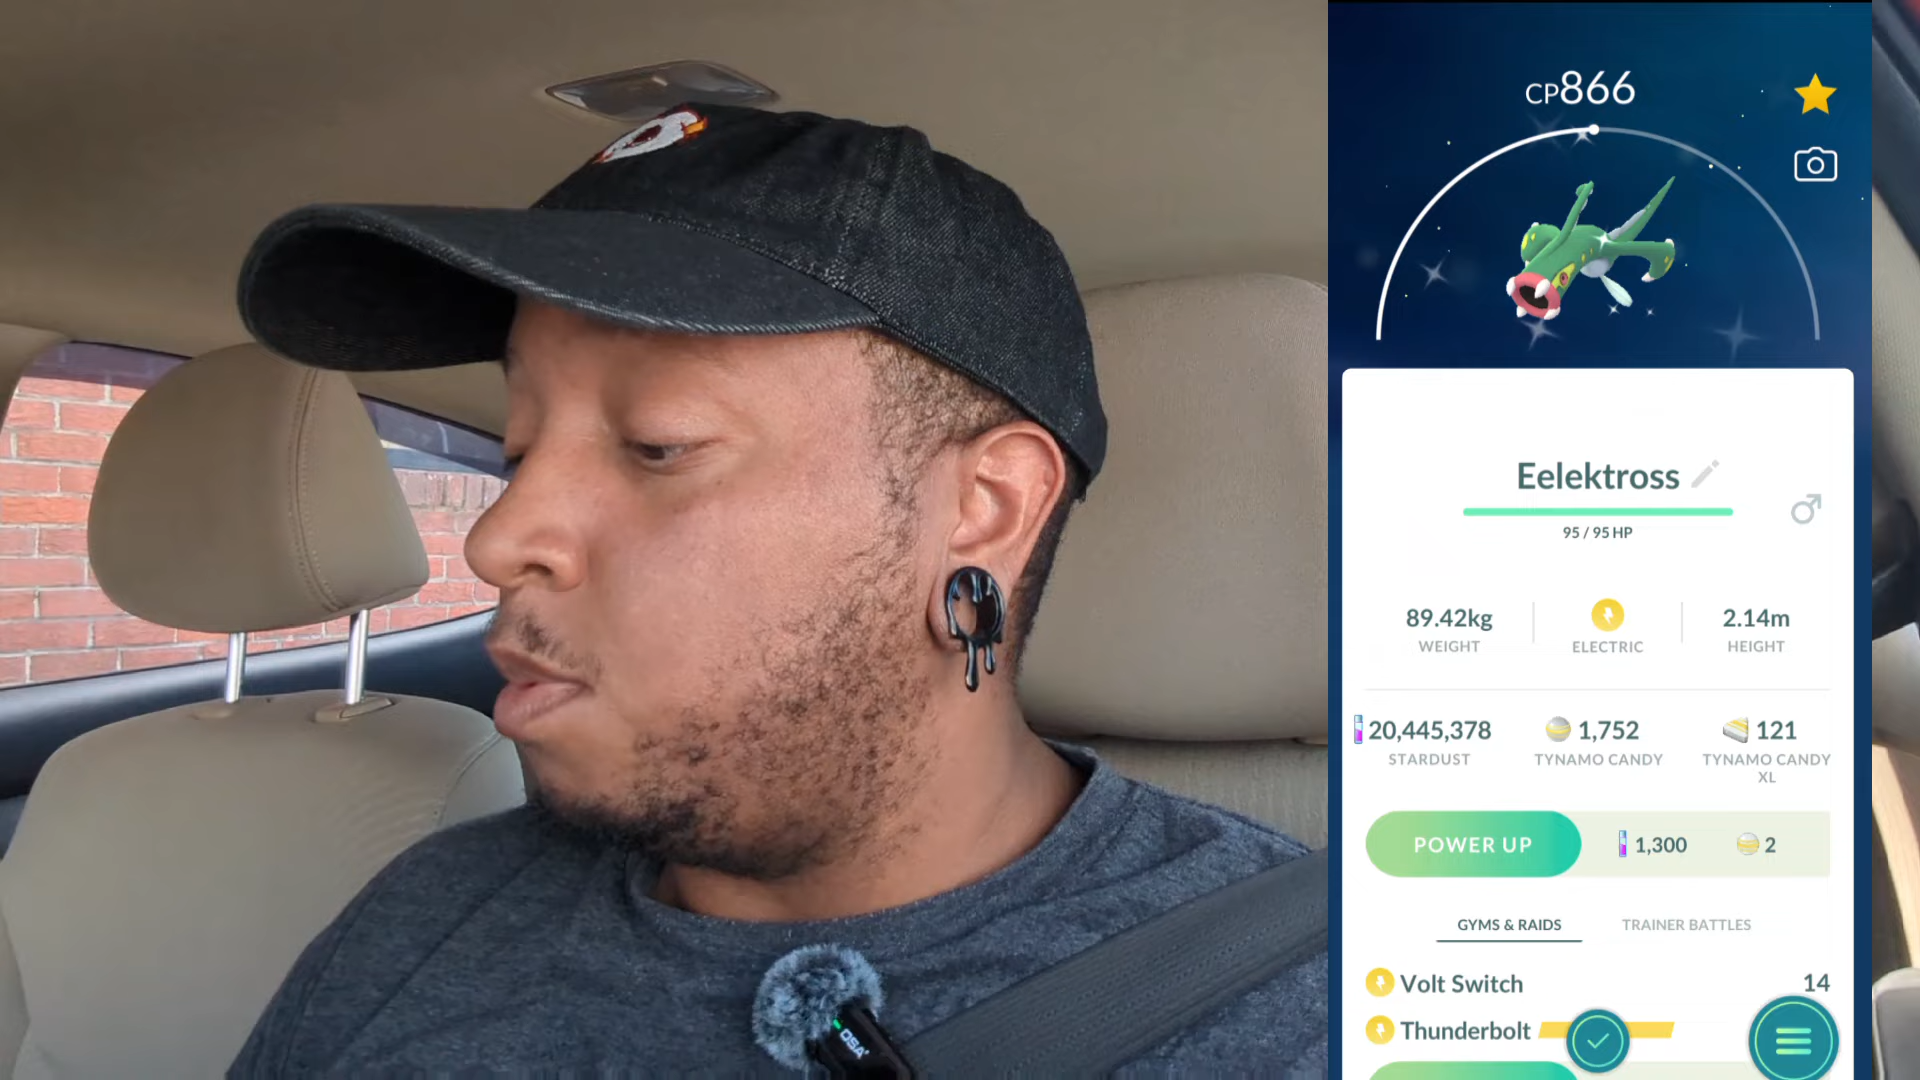 CP866
Eelektross
95 / 95 HP
89.42kg
WEIGHT
ELECTRIC
2.14m
HEIGHT
20,445,378
STARDUST
1,752
TYNAMO CANDY
121
TYNAMO CANDY
XL
POWER UP
1,300
2
GYMS & RAIDS
TRAINER BATTLES
Volt Switch
14
Thunderbolt